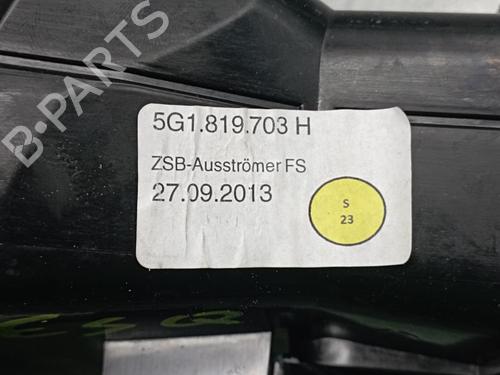 B-Parts
5G1.819.703 H
ZSB-Ausströmer FS
27.09.2013
S
23